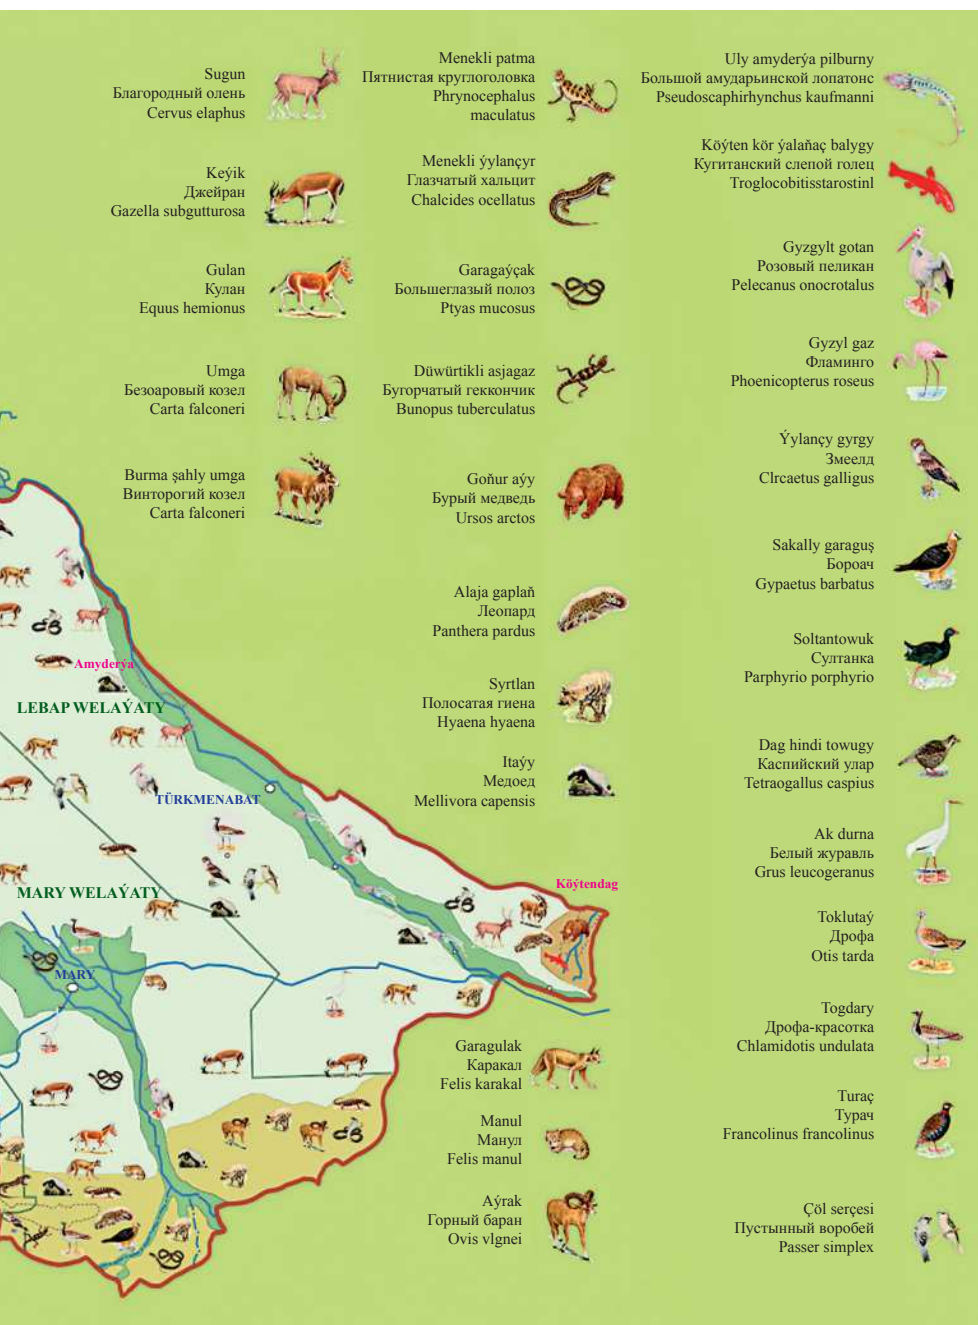 Sugun
Благородный олень
Cervus elaphus
Keýik
Джейран
Gazella subgutturosa
Gulan
Кулан
Equus hemionus
Umga
Безоаровый козел
Carta falconeri
Burma şahly umga
Винторогий козел
Carta falconeri
Menekli patma
Пятнистая круглоголовка
Phrynocephalus
maculatus
Menekli ýylançyr
Глазчатый хальцит
Chalcides ocellatus
Garagaýçak
Большеглазый полоз
Ptyas mucosus
Düwürtikli asjagaz
Бугорчатый геккончик
Bunopus tuberculatus
Goňur aýy
Бурый медведь
Ursos arctos
Alaja gaplaň
Леопард
Panthera pardus
Syrtlan
Полосатая гиена
Hyaena hyaena
Itaýy
Медоед
Mellivora capensis
Uly amyderýa pilburny
Большой амударьинской лопатонс
Pseudoscaphirhynchus kaufmanni
Köýten kör ýalaňaç balygy
Кугитанский слепой голец
Troglocobitisstarostinl
Gyzgylt gotan
Розовый пеликан
Pelecanus onocrotalus
Gyzyl gaz
Фламинго
Phoenicopterus roseus
Ýylançy gyrgy
Змеелд
Clrcaetus galligus
Sakally garaguş
Бороач
Gypaetus barbatus
Soltantowuk
Султанка
Parphyrio porphyrio
Dag hindi towugy
Каспийский улар
Tetraogallus caspius
Ak durna
Белый журавль
Grus leucogeranus
Toklutaý
Дрофа
Otis tarda
Togdary
Дрофа-красотка
Chlamidotis undulata
Turaç
Турач
Francolinus francolinus
Çöl serçesi
Пустынный воробей
Passer simplex
Amyderýa
LEBAP WELAÝATY
TÜRKMENABAT
MARY WELAÝATY
Köýtendag
MARY
Garagulak
Каракал
Felis karakal
Manul
Манул
Felis manul
Aýrak
Горный баран
Ovis vlgnei